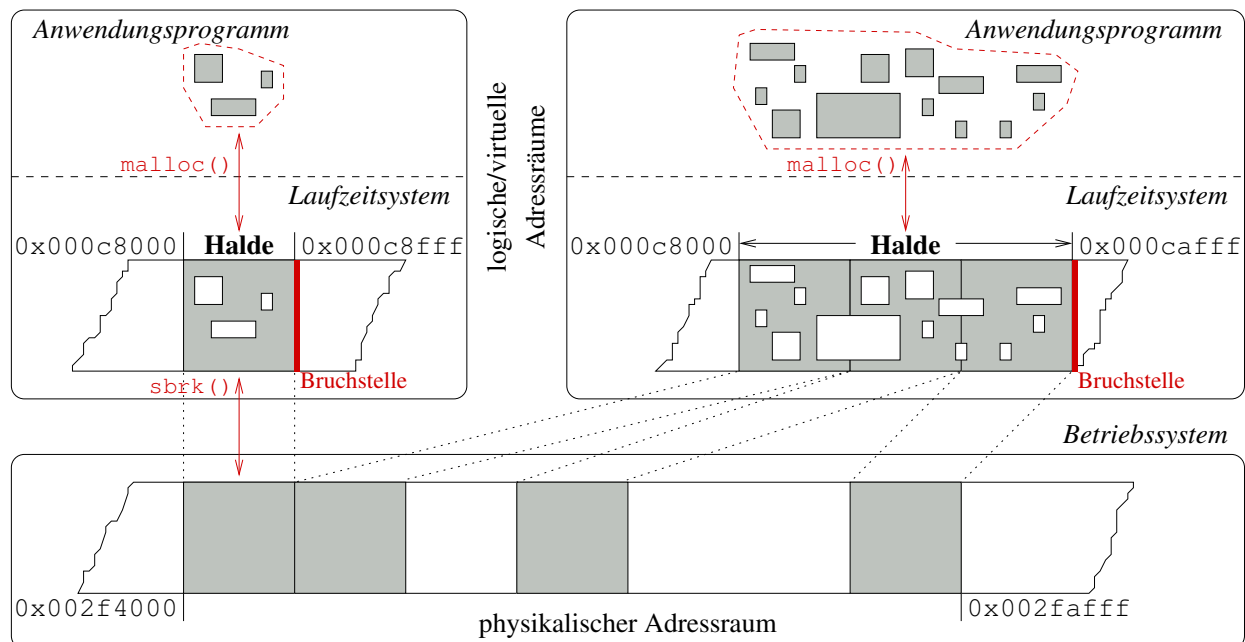 Anwendungsprogramm
malloc()
Laufzeitsystem
0x000c8000
Halde
0x000c8fff
Bruchstelle
sbrk()
logische/virtuelle
Adressräume
Anwendungsprogramm
malloc()
Laufzeitsystem
0x000c8000
Halde
0x000cafff
Bruchstelle
Betriebssystem
0x002f4000
physikalischer Adressraum
0x002fafff